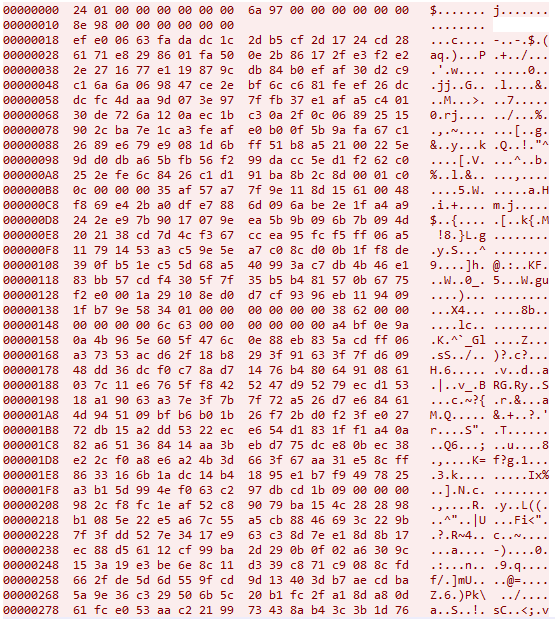 00000000 24 01 00 00 00 00 00 00 6a 97 00 00 00 00 00 00 $....... j.......
00000010 8e 98 00 00 00 00 00 00 ........
00000018 ef e0 06 63 fa da dc 1c 2d b5 cf 2d 17 24 cd 28 ...c.... -..-.$.(
00000028 61 71 e8 29 86 01 fa 50 0e 2b 86 17 2f e3 f2 e2 aq.)...P .+../...
00000038 2e 27 16 77 e1 19 87 9c db 84 b0 ef af 30 d2 c9 .'.w.... .....0..
00000048 c1 6a 6a 06 98 47 ce 2e bf 6c c6 81 fe ef 26 dc .jj..G.. .l....&.
00000058 dc fc 4d aa 9d 07 3e 97 7f fb 37 e1 af a5 c4 01 ..M...>. ..7.....
00000068 30 de 72 6a 12 0a ec 1b c3 0a 2f 0c 06 89 25 15 0.rj.... ../...%.
00000078 90 2c ba 7e 1c a3 fe af e0 b0 0f 5b 9a fa 67 c1 .,.~.... ...[..g.
00000088 26 89 e6 79 e9 08 1d 6b ff 51 b8 a5 21 00 22 5e &..y...k .Q..!."^
00000098 9d d0 db a6 5b fb 56 f2 99 da cc 5e d1 f2 62 c0 ....[.V. ...^..b.
000000A8 25 2e fe 6c 84 26 c1 d1 91 ba 8b 2c 8d 00 01 c0 %..l.&.. ...,....
000000B8 0c 00 00 00 35 af 57 a7 7f 9e 11 8d 15 61 00 48 ....5.W. .....a.H
000000C8 f8 69 e4 2b a0 df e7 88 6d 09 6a be 2e 1f a4 a9 .i.+.... m.j.....
000000D8 24 2e e9 7b 90 17 07 9e ea 5b 9b 09 6b 7b 09 4d $..{.... .[..k{.M
000000E8 20 21 38 cd 7d 4c f3 67 cc ea 95 fc f5 ff 06 a5 !8.}L.g ........
000000F8 11 79 14 53 a3 c5 9e 5e a7 c0 8c d0 0b 1f f8 de .y.S...^ ........
00000108 39 0f b5 1e c5 5d 68 a5 40 99 3a c7 db 4b 46 e1 9....]h. @.:..KF.
00000118 83 bb 57 cd f4 30 5f 7f 35 b5 b4 81 57 0b 67 75 ..W..0_. 5...W.gu
00000128 f2 e0 00 1a 29 10 8e d0 d7 cf 93 96 eb 11 94 09 ....)... ........
00000138 1f b7 9e 58 34 01 00 00 00 00 00 00 38 62 00 00 ...X4... ....8b..
00000148 00 00 00 00 6c 63 00 00 00 00 00 00 a4 bf 0e 9a ....lc.. ........
00000158 0a 4b 96 5e 60 5f 47 6c 0e 88 eb 83 5a cd ff 06 .K.^`_Gl ....Z...
00000168 a3 73 53 ac d6 2f 18 b8 29 3f 91 63 3f 7f d6 09 .sS../.. )?.c?...
00000178 48 dd 36 dc f0 c7 8a d7 14 76 b4 80 64 91 08 61 H.6..... .v..d..a
00000188 03 7c 11 e6 76 5f f8 42 52 47 d9 52 79 ec d1 53 .|..v_.B RG.Ry..S
00000198 18 a1 90 63 a3 7e 3f 7b 7f 72 a5 26 d7 e6 84 61 ...c.~?{ .r.&...a
000001A8 4d 94 51 09 bf b6 b0 1b 26 f7 2b d0 f2 3f e0 27 M.Q..... &.+..?.'
000001B8 72 db 15 a2 dd 53 22 ec e6 54 d1 83 1f f1 a4 0a r....S". .T......
000001C8 82 a6 51 36 84 14 aa 3b eb d7 75 dc e8 0b ec 38 ..Q6...; ..u....8
000001D8 e2 2c f0 a8 e6 a2 4b 3d 66 3f 67 aa 31 e5 8c ff .,....K= f?g.1...
000001E8 86 33 16 6b 1a dc 14 b4 18 95 e1 b7 f9 49 78 25 .3.k.... .....Ix%
000001F8 a3 b1 5d 99 4e f0 63 c2 97 db cd 1b 09 00 00 00 ..].N.c. ........
00000208 98 2c f8 fc 1e af 52 c8 90 79 ba 15 4c 28 28 98 .,....R. .y..L((.
00000218 b1 08 5e 22 e5 a6 7c 55 a5 cb 88 46 69 3c 22 9b ..^"..|U ...Fi<".
00000228 7f 3f dd 52 7e 34 17 e9 63 c3 8d 7e e1 8d 8b 17 .?.R~4.. c..~....
00000238 ec 88 d5 61 12 cf 99 ba 2d 29 0b 0f 02 a6 30 9c ...a.... -)....0.
00000248 15 3a 19 e3 be 6e 8c 11 d3 39 c8 71 c9 08 8c fd .:...n.. .9.q....
00000258 66 2f de 5d 6d 55 9f cd 9d 13 40 3d b7 ae cd ba f/.]mU.. ..@=....
00000268 5a 9e 36 c3 29 50 6b 5c 20 b1 fc 2f a1 8d a8 0d Z.6.)Pk\ ../....
00000278 61 fc e0 53 aa c2 21 99 73 43 8a b4 3c 3b 1d 76 a..S..!. sC..<;.v